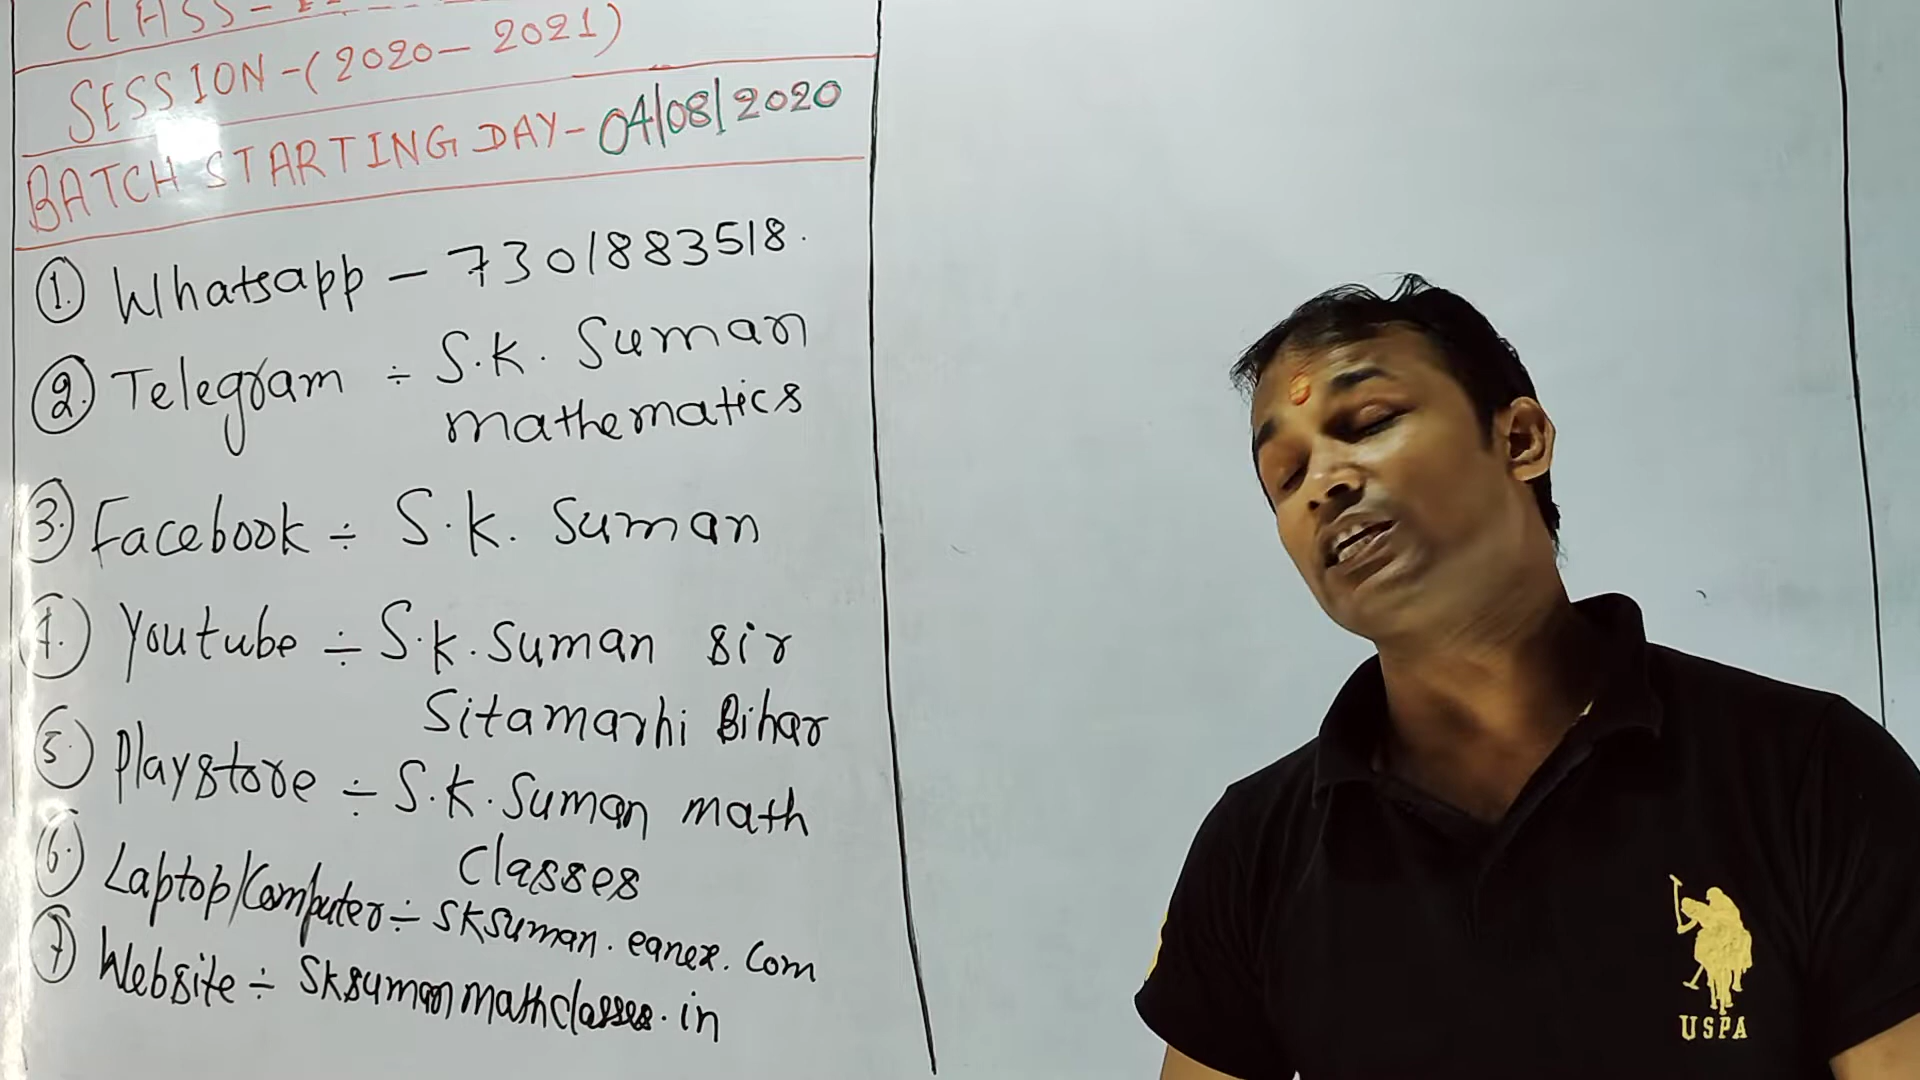 CLASS-
SESSION-(2020-2021)
BATCH STARTING DAY-04/08/2020
1. Whatsapp - 7301883518.
2. Telegram ÷ S.K. Suman
mathematics
3. Facebook ÷ S.K. Suman
4. Youtube ÷ S.K. Suman sir
Sitamarhi Bihar
5. Playstore ÷ S.K. Suman math
Classes
6. Laptop/Computer ÷ SKSuman.eanex.com
7 Website ÷ Sksumanmathclasses.in
USPA